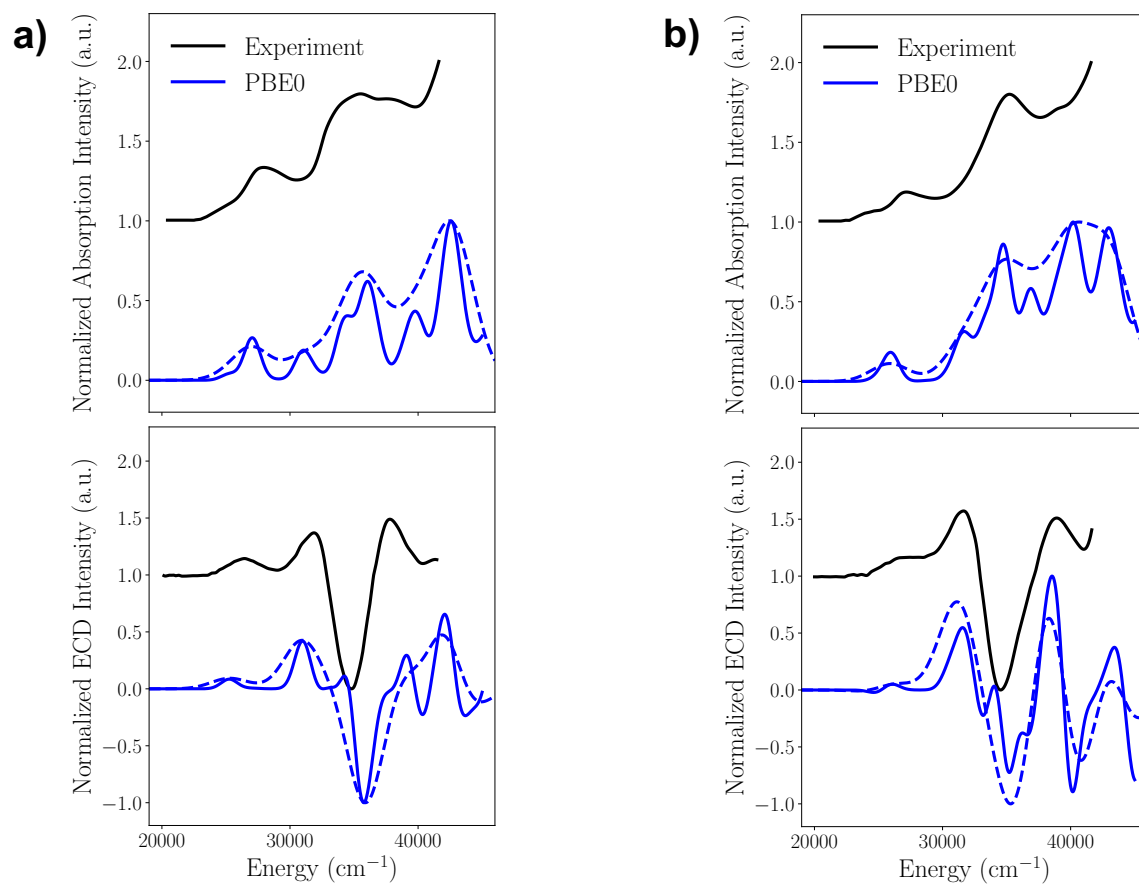 a)
Normalized Absorption Intensity (a.u.)
2.0
1.5
1.0
0.5
0.0
Experiment
PBE0
Normalized ECD Intensity (a.u.)
2.0
1.5
1.0
0.5
0.0
−0.5
−1.0
20000 30000 40000
Energy (cm⁻¹)
b)
Normalized Absorption Intensity (a.u.)
2.0
1.5
1.0
0.5
0.0
Experiment
PBE0
Normalized ECD Intensity (a.u.)
2.0
1.5
1.0
0.5
0.0
−0.5
−1.0
20000 30000 40000
Energy (cm⁻¹)